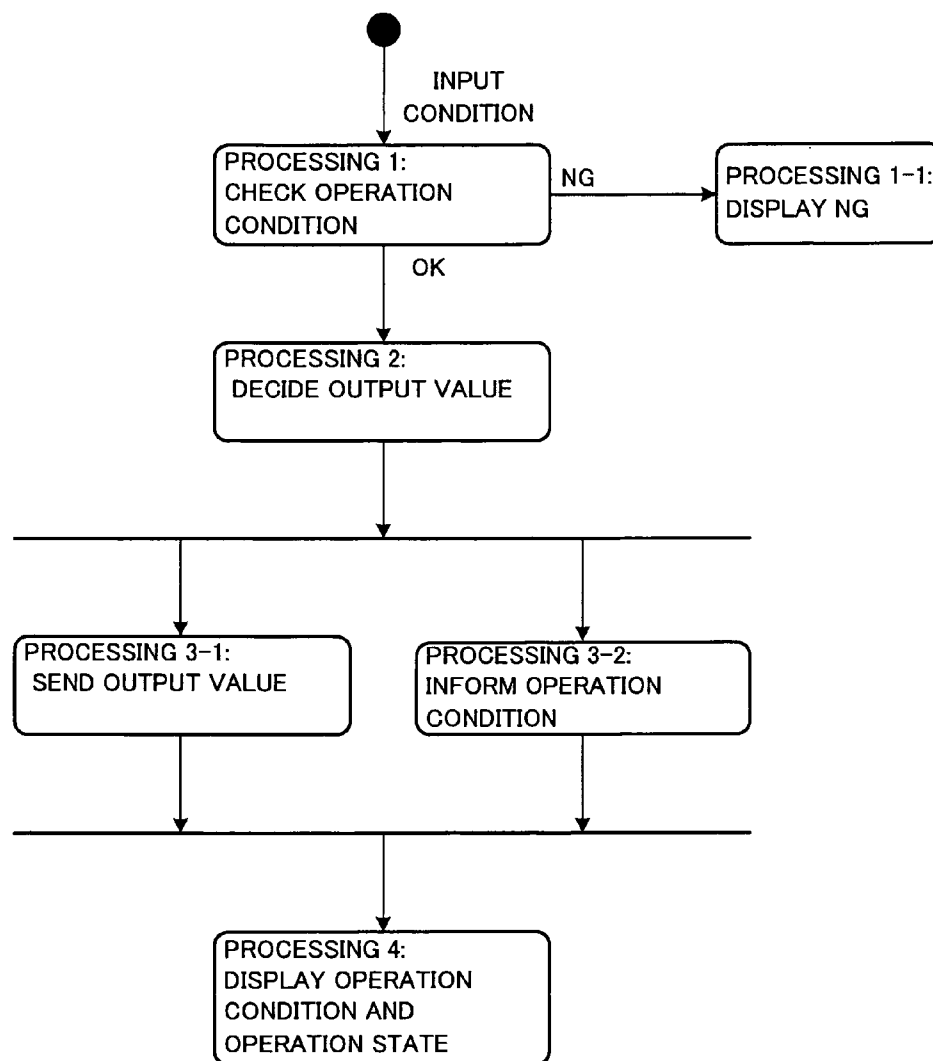 INPUT
CONDITION
PROCESSING 1:
CHECK OPERATION
CONDITION
NG
PROCESSING 1-1:
DISPLAY NG
OK
PROCESSING 2:
DECIDE OUTPUT VALUE
PROCESSING 3-1:
SEND OUTPUT VALUE
PROCESSING 3-2:
INFORM OPERATION
CONDITION
PROCESSING 4:
DISPLAY OPERATION
CONDITION AND
OPERATION STATE